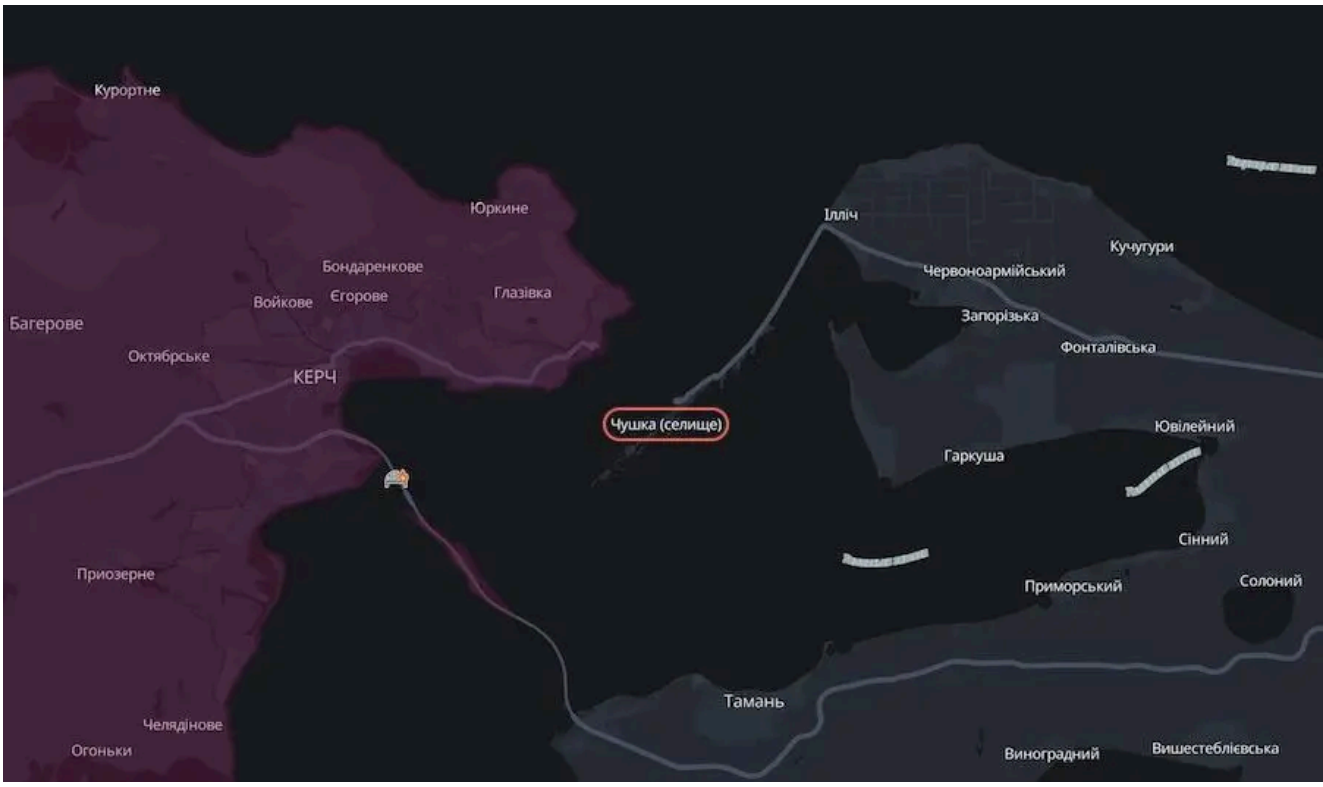 Курортне
Юркине
Ілліч
Кучугури
Бондаренкове
Червоноармійський
Войкове
Єгорове
Глазівка
Запорізька
Багерове
Фонталівська
Октябрське
КЕРЧ
Чушка (селище)
Ювілейний
Гаркуша
Сінний
Приозерне
Приморський
Солоний
Тамань
Челядінове
Огоньки
Виноградний
Вишестеблієвська